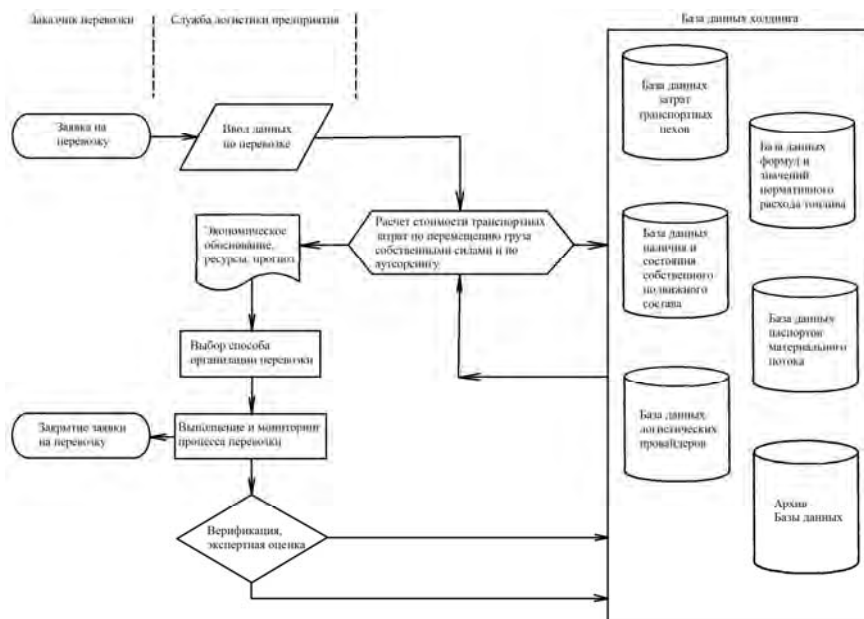 Заказчик перевозки
Служба логистики предприятия
База данных холдинга
Заявка на
перевозку
Ввод данных
по перевозке
База данных
затрат
транспортных
цехов
База данных
формул и
значений
нормативного
расхода топлива
Экономическое
обоснование,
ресурсы, прогноз
Расчет стоимости транспортных
затрат по перемещению груза
собственными силами и по
аутсорсингу
База данных
наличия и
состояния
собственного
подвижного
состава
База данных
паспортов
материального
потока
Выбор способа
организации перевозки
Закрытие заявки
на перевозку
Выполнение и мониторинг
процесса перевозки
База данных
логистических
провайдеров
Верификация,
экспертная оценка
Архив
Базы данных